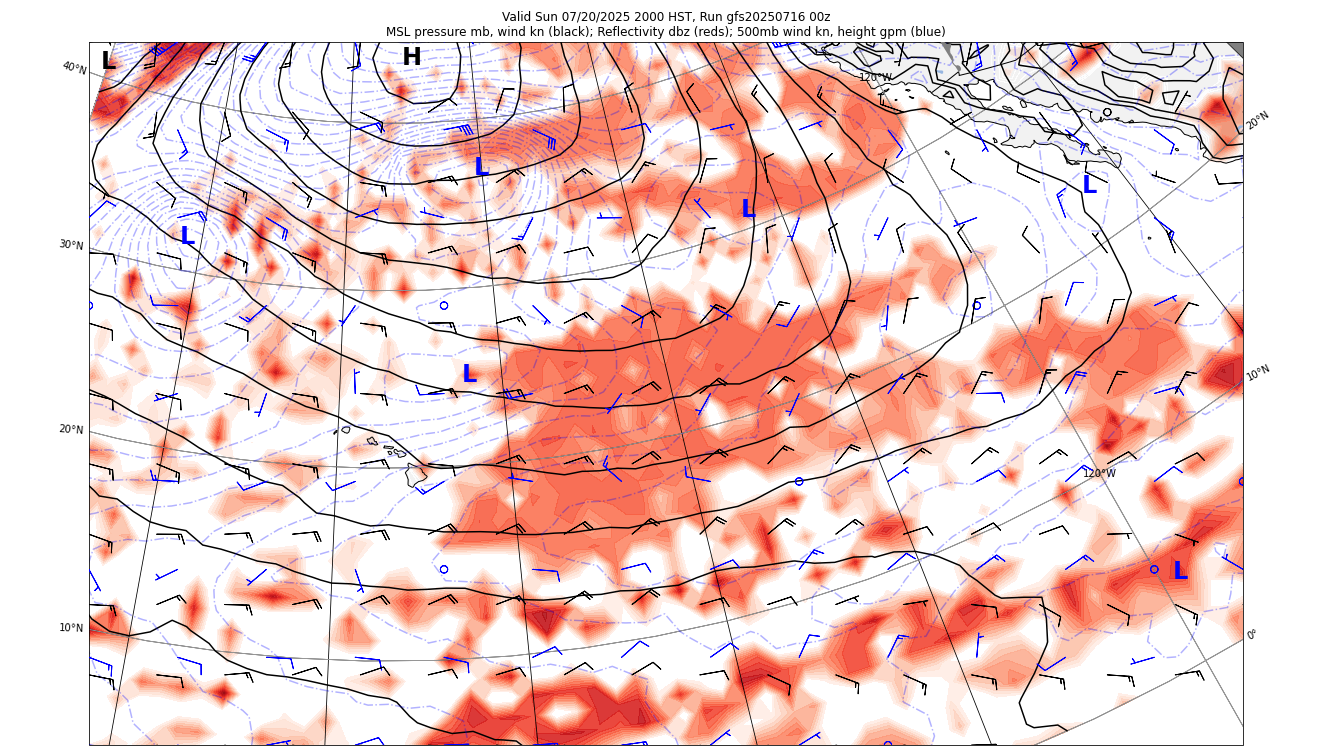 Valid Sun 07/20/2025 2000 HST, Run gfs20250716 00z
MSL pressure mb, wind kn (black); Reflectivity dbz (reds); 500mb wind kn, height gpm (blue)
L
H
40°N
120°W
20°N
L
L
L
L
30°N
L
10°N
20°N
120°W
L
10°N
0°